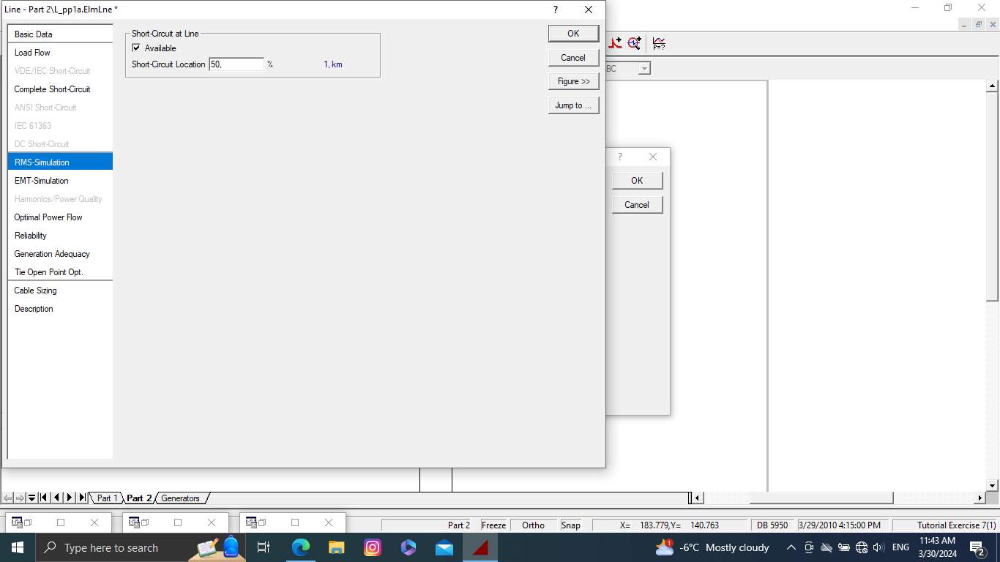 Line - Part 2\L_pp1a.ElmLne *
?
Basic Data
Load Flow
VDE/IEC Short-Circuit
Complete Short-Circuit
ANSI Short-Circuit
IEC 61363
DC Short-Circuit
RMS-Simulation
EMT-Simulation
Harmonics/Power Quality
Optimal Power Flow
Reliability
Generation Adequacy
Tie Open Point Opt.
Cable Sizing
Description
Short-Circuit at Line
Available
Short-Circuit Location 50, % 1, km
OK
Cancel
Figure >>
Jump to ...
P=?
BC
?
OK
Cancel
Part 1 Part 2 Generators
Part 2 Freeze Ortho Snap X= 183.779,Y= 140.763 DB 5950 3/29/2010 4:15:00 PM Tutorial Exercise 7(1)
Type here to search
1
-6°C Mostly cloudy
ENG
11:43 AM
3/30/2024
2